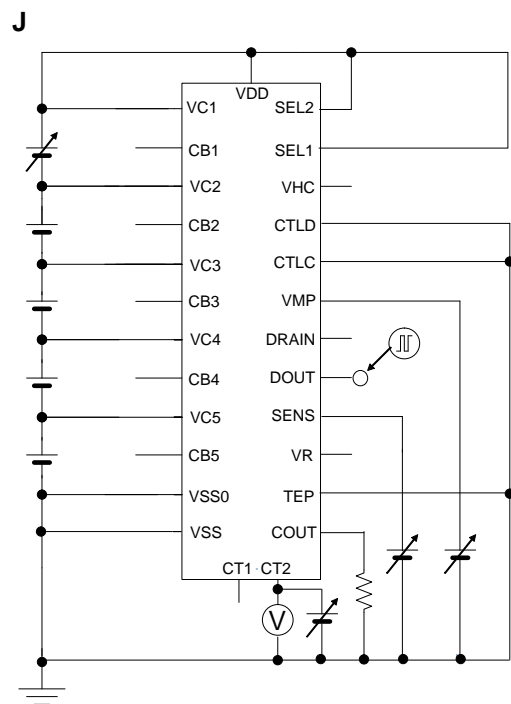 J
VDD
VC1 SEL2
CB1 SEL1
VC2 VHC
CB2 CTLD
VC3 CTLC
CB3 VMP
VC4 DRAIN
CB4 DOUT
VC5 SENS
CB5 VR
VSS0 TEP
VSS COUT
CT1 CT2
V